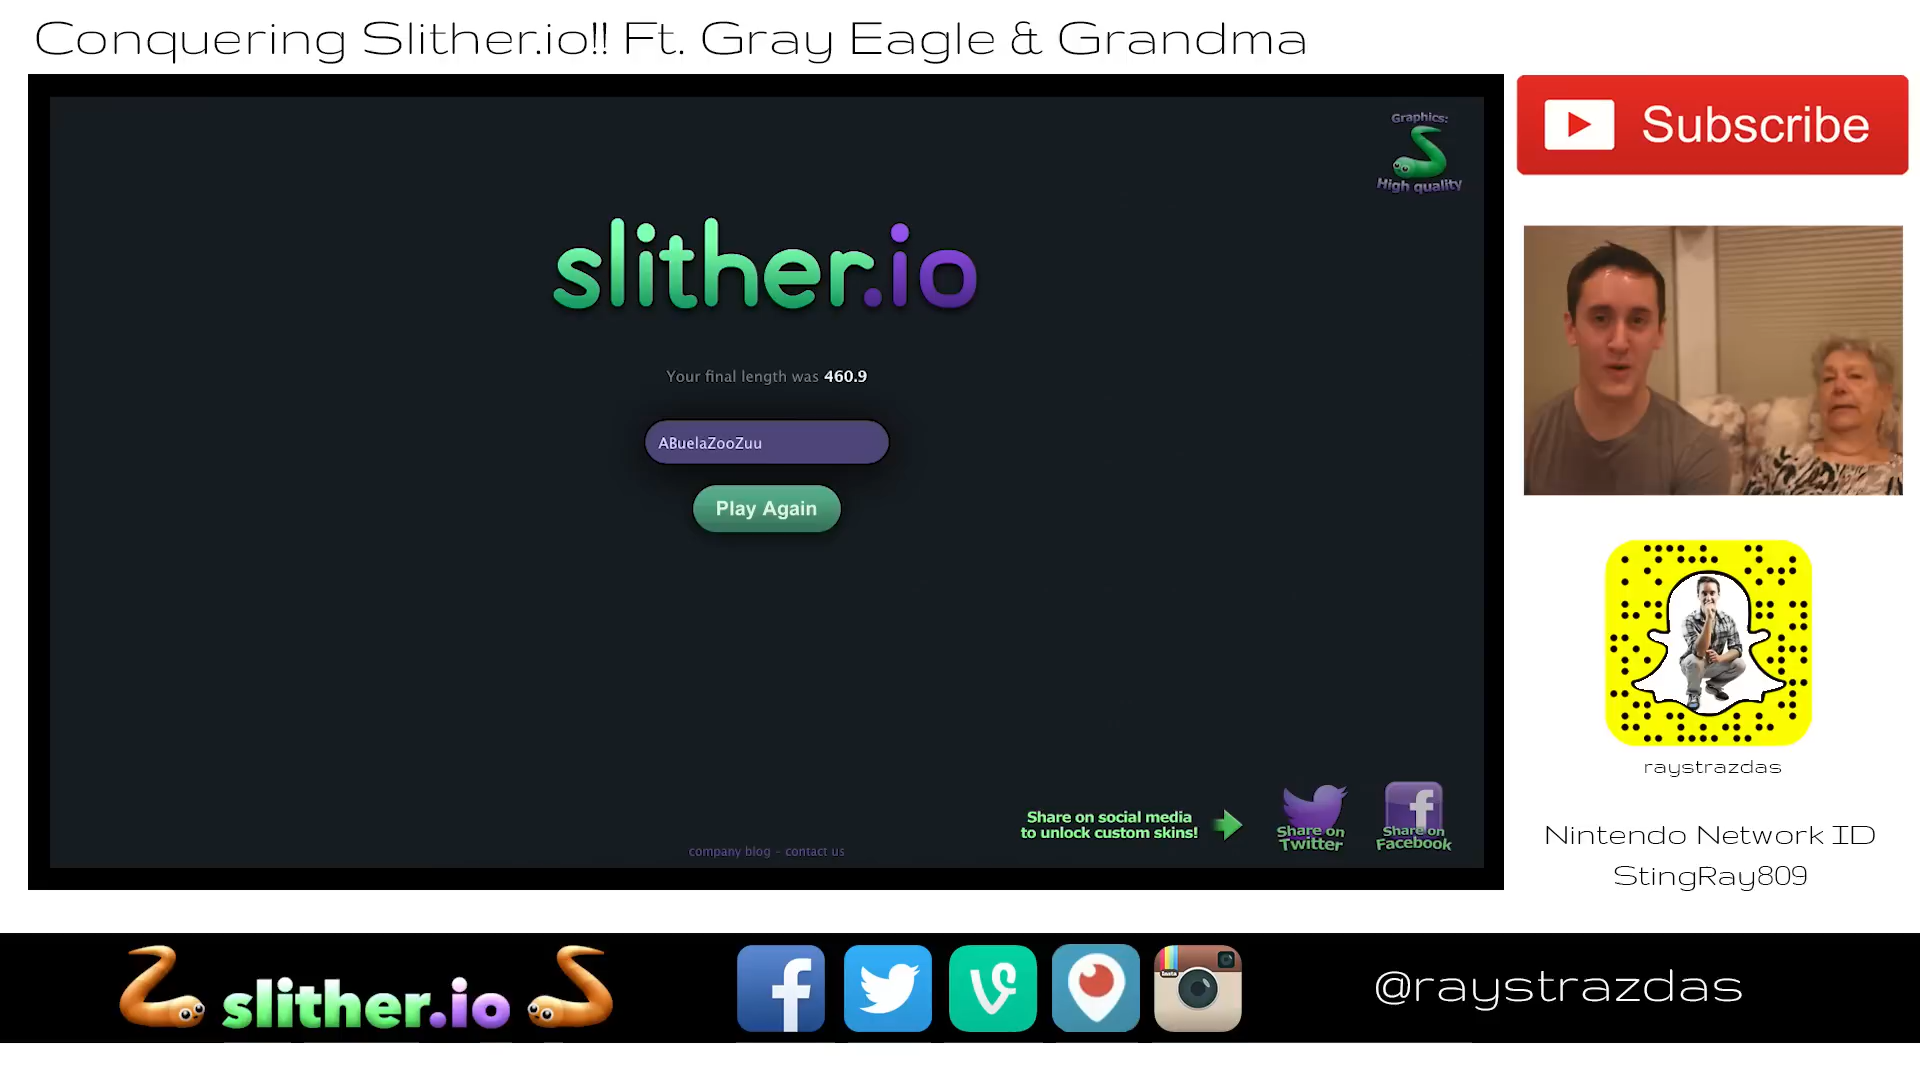 Conquering Slither.io!! Ft. Gray Eagle & Grandma
Subscribe
Graphics:
High quality
slither.io
Your final length was 460.9
ABuelaZooZuu
Play Again
raystrazdas
Share on social media
to unlock custom skins!
Share on
Twitter
Share on
Facebook
company blog - contact us
Nintendo Network ID
StingRay809
slither.io
Insta
@raystrazdas